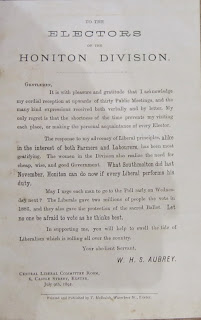 TO THE
ELECTORS
OF THE
HONITON DIVISION.
GENTLEMEN,
It is with pleasure and gratitude that I acknowledge
my cordial reception at upwards of thirty Public Meetings, and the
many kind expressions received both verbally and by letter. My
only regret is that the shortness of the time prevents my visiting
each place, or making the personal acquaintance of every Elector.
The response to my advocacy of Liberal principles, alike
in the interest of both Farmers and Labourers, has been most
gratifying. The women in the Division also realise the need for
cheap, wise, and good Government. What Northampton did last
November, Honiton can do now if every Liberal performs his
duty.
May I urge each man to go to the Poll early on Wednes-
day next? The Liberals gave two millions of people the vote in
1885, and they also gave the protection of the sacred Ballot. Let
no one be afraid to vote as he thinks best.
In supporting me, you will help to swell the tide of
Liberalism which is rolling all over the country.
Your obedient Servant,
W. H. S. AUBREY.
CENTRAL LIBERAL COMMITTEE ROOM,
CASTLE STREET, EXETER,
July 9th, 1892.
Printed and Published by